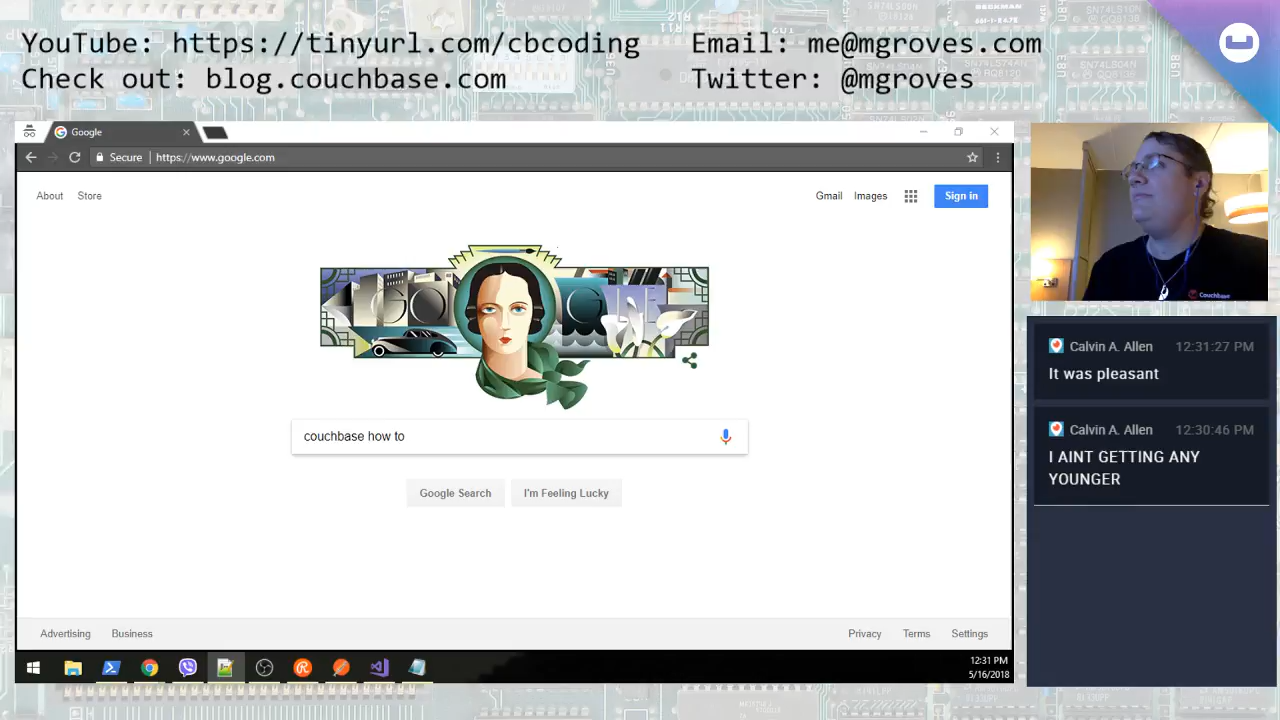 YouTube: https://tinyurl.com/cbcoding
Check out: blog.couchbase.com
Email: me@mgroves.com
Twitter: @mgroves
Google
Secure
https://www.google.com
About
Store
Gmail
Images
Sign in
couchbase how to
Google Search
I'm Feeling Lucky
Advertising
Business
Privacy
Terms
Settings
12:31 PM
5/16/2018
Couchbase
Calvin A. Allen
12:31:27 PM
It was pleasant
Calvin A. Allen
12:30:46 PM
I AINT GETTING ANY
YOUNGER